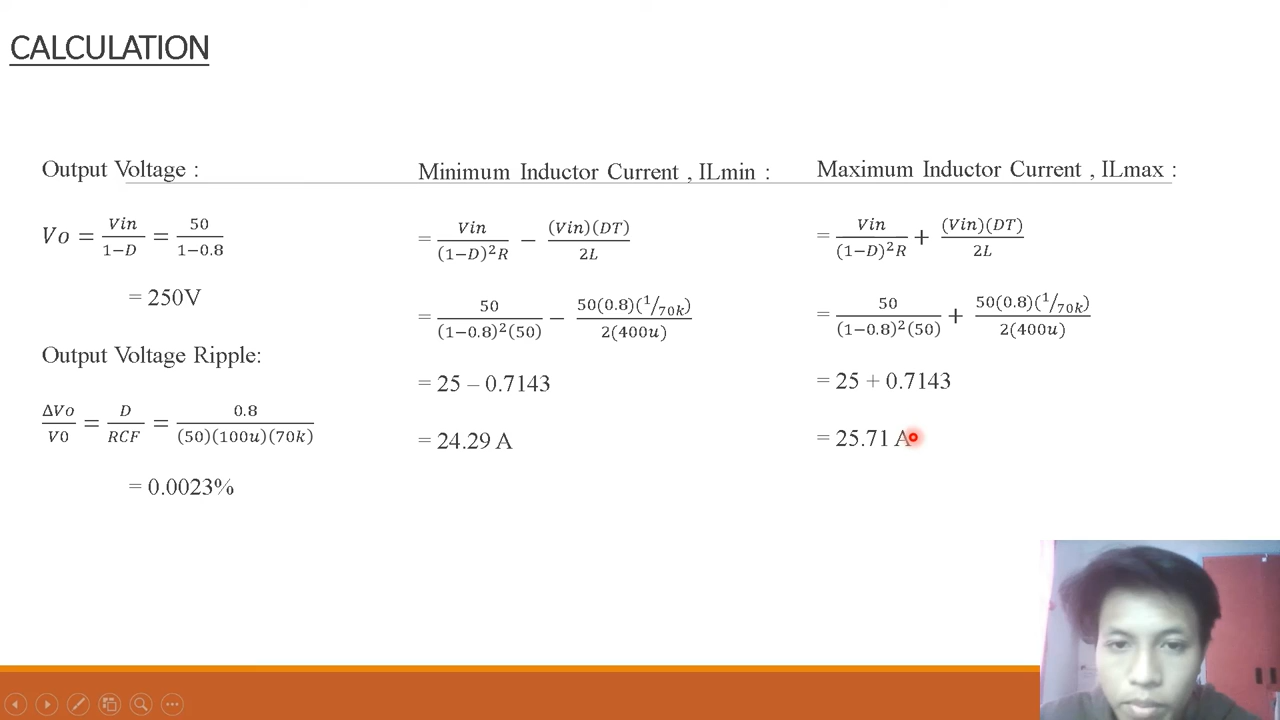 CALCULATION
Output Voltage :
Vo = Vin/1−D = 50/1−0.8
= 250V
Output Voltage Ripple:
ΔVo/V0 = D/RCF = 0.8/(50)(100u)(70k)
= 0.0023%
Minimum Inductor Current , ILmin :
= Vin/(1−D)²R − (Vin)(DT)/2L
= 50/(1−0.8)²(50) − 50(0.8)(1/70k)/2(400u)
= 25 – 0.7143
= 24.29 A
Maximum Inductor Current , ILmax :
= Vin/(1−D)²R + (Vin)(DT)/2L
= 50/(1−0.8)²(50) + 50(0.8)(1/70k)/2(400u)
= 25 + 0.7143
= 25.71 A